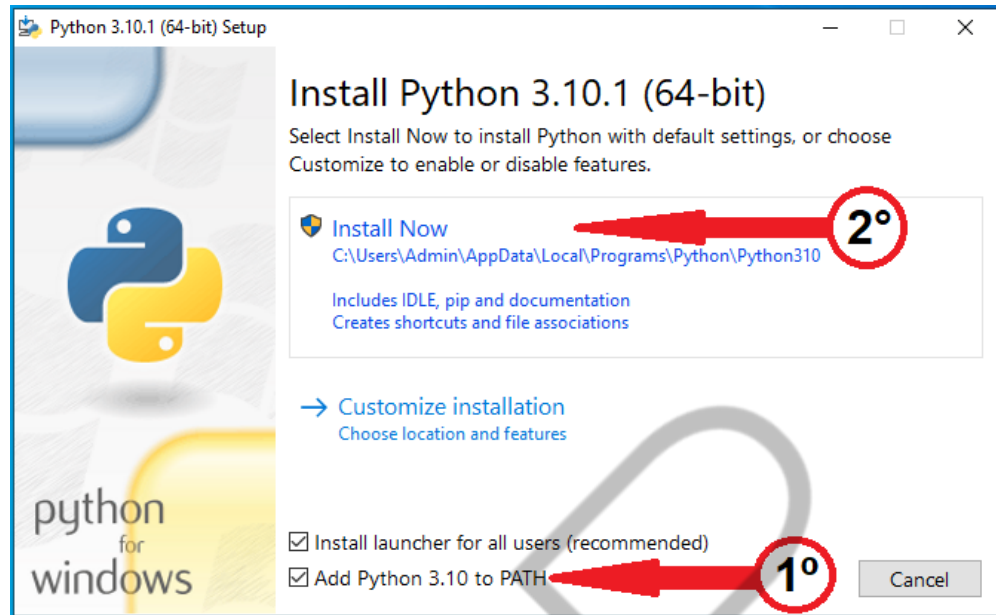 Python 3.10.1 (64-bit) Setup
Install Python 3.10.1 (64-bit)
Select Install Now to install Python with default settings, or choose
Customize to enable or disable features.
Install Now
2°
C:\Users\Admin\AppData\Local\Programs\Python\Python310
Includes IDLE, pip and documentation
Creates shortcuts and file associations
→ Customize installation
Choose location and features
python
for
windows
Install launcher for all users (recommended)
Add Python 3.10 to PATH
1º
Cancel